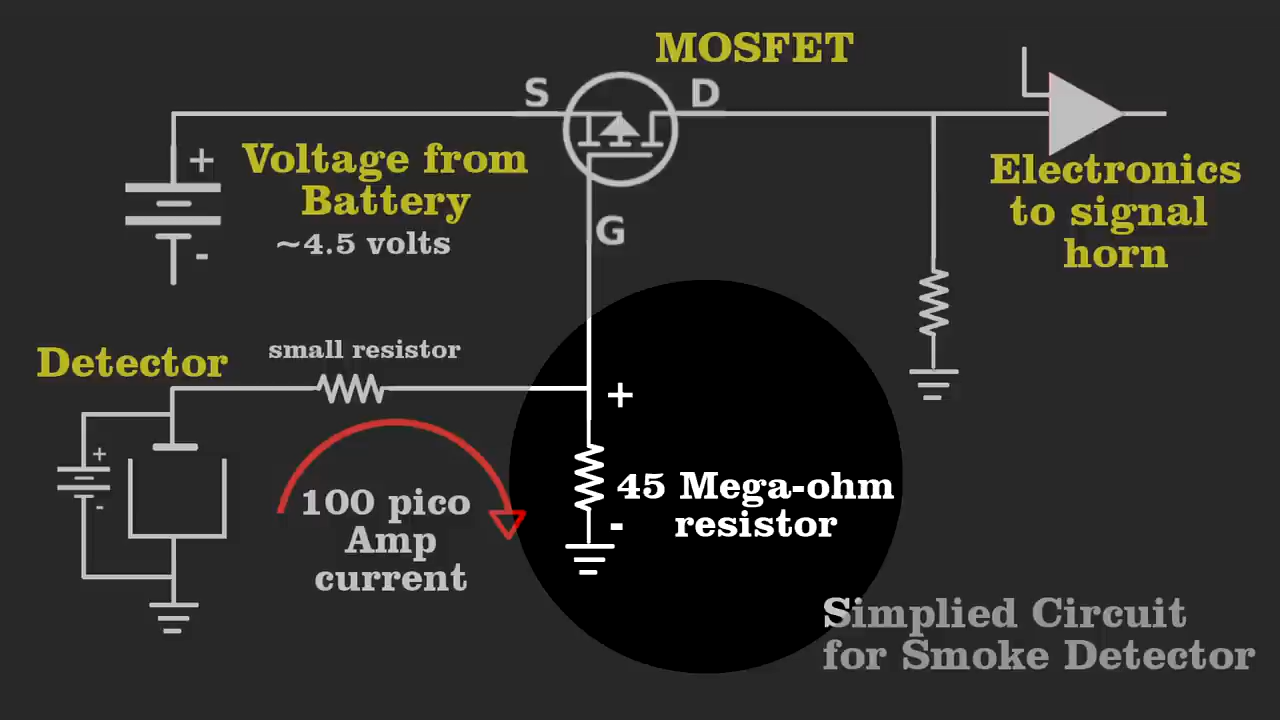 MOSFET
S
D
+
Voltage from
Battery
~4.5 volts
-
G
Electronics
to signal
horn
Detector
small resistor
+
+
-
100 pico
Amp
current
45 Mega-ohm
resistor
-
Simplied Circuit
for Smoke Detector